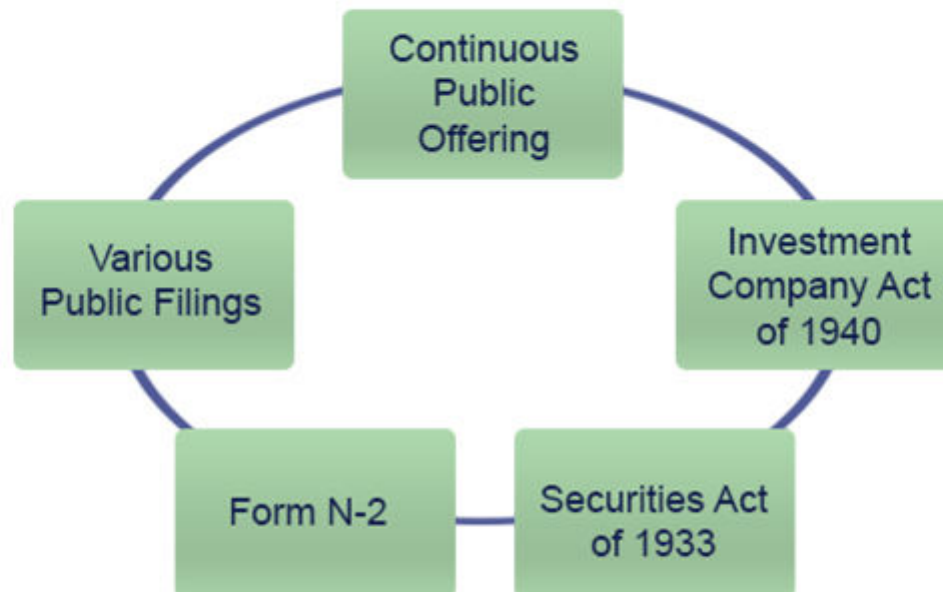 Continuous
Public
Offering
Investment
Company Act
of 1940
Securities Act
of 1933
Form N-2
Various
Public Filings